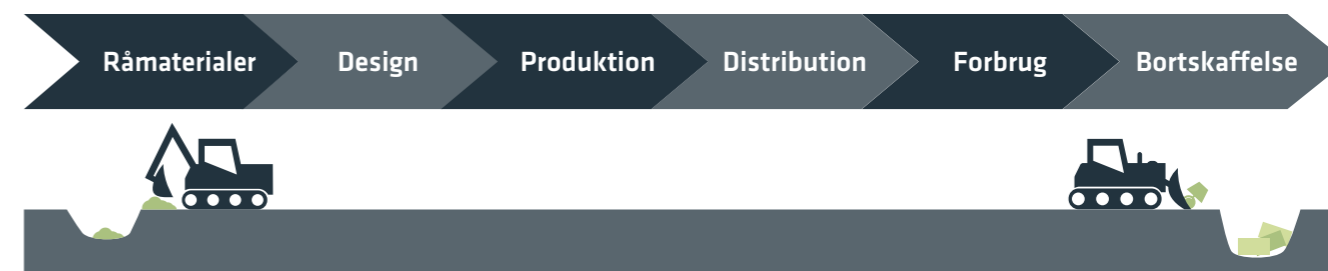 Råmaterialer
Design
Produktion
Distribution
Forbrug
Bortskaffelse